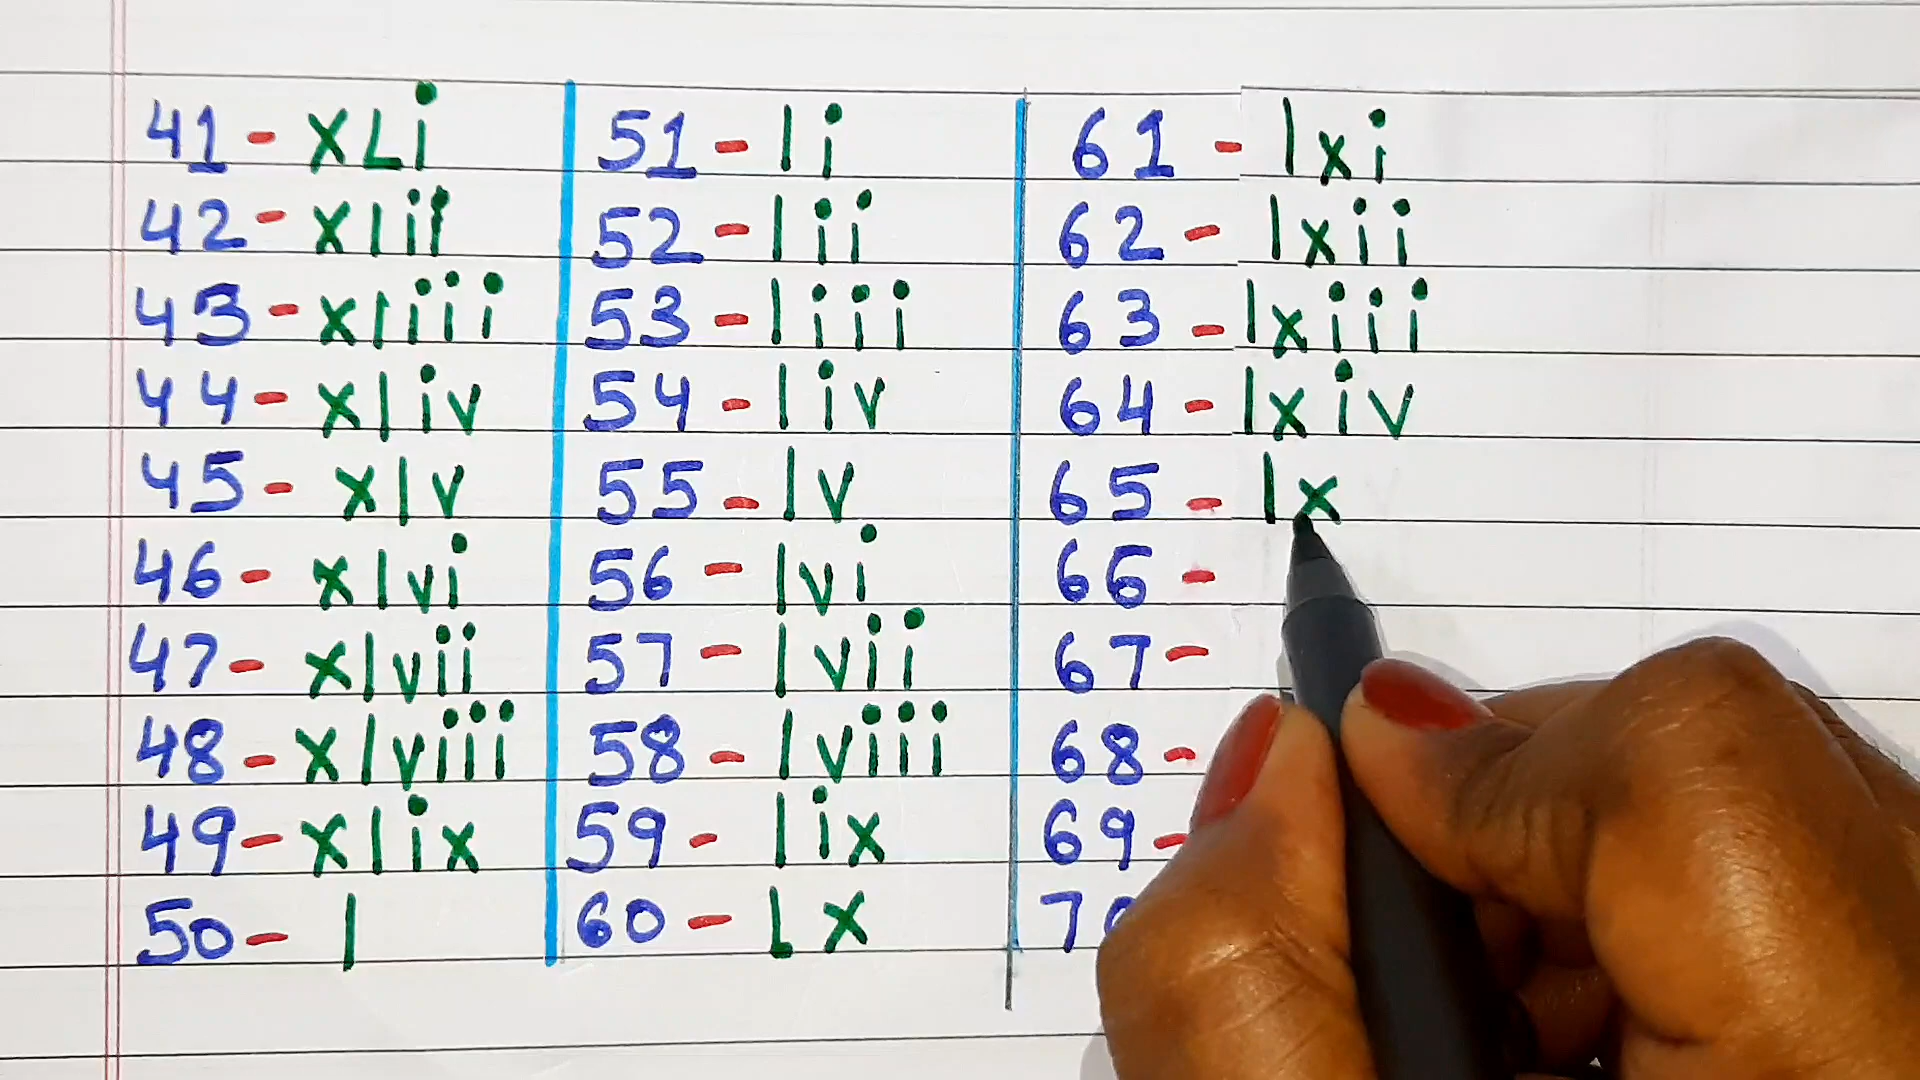 41 - xLi
42 - xlii
43 - xliii
44 - xliv
45 - xlv
46 - xlvi
47 - xlvii
48 - xlviii
49 - xlix
50 - l
51 - li
52 - lii
53 - liii
54 - liv
55 - lv
56 - lvi
57 - lvii
58 - lviii
59 - lix
60 - Lx
61 - lxi
62 - lxii
63 - lxiii
64 - lxiv
65 - lx
66 -
67 -
68 -
69 -
70